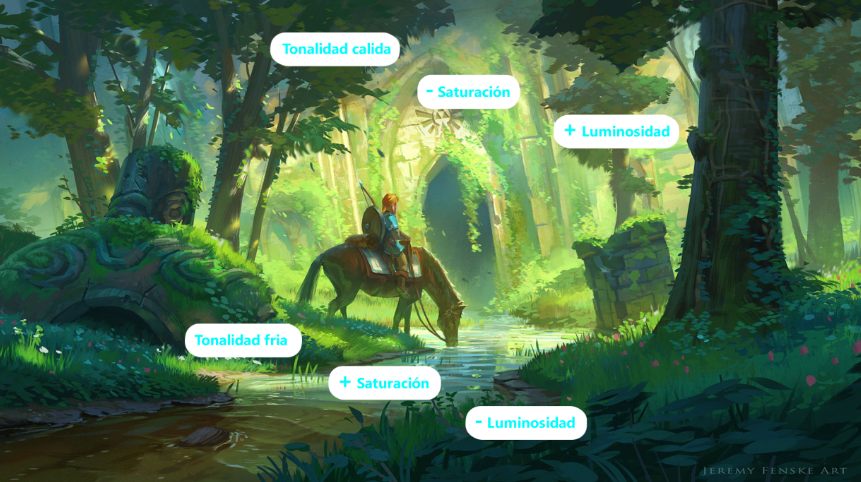 Tonalidad calida
- Saturación
+ Luminosidad
Tonalidad fria
+ Saturación
- Luminosidad
Jeremy Fenske Art